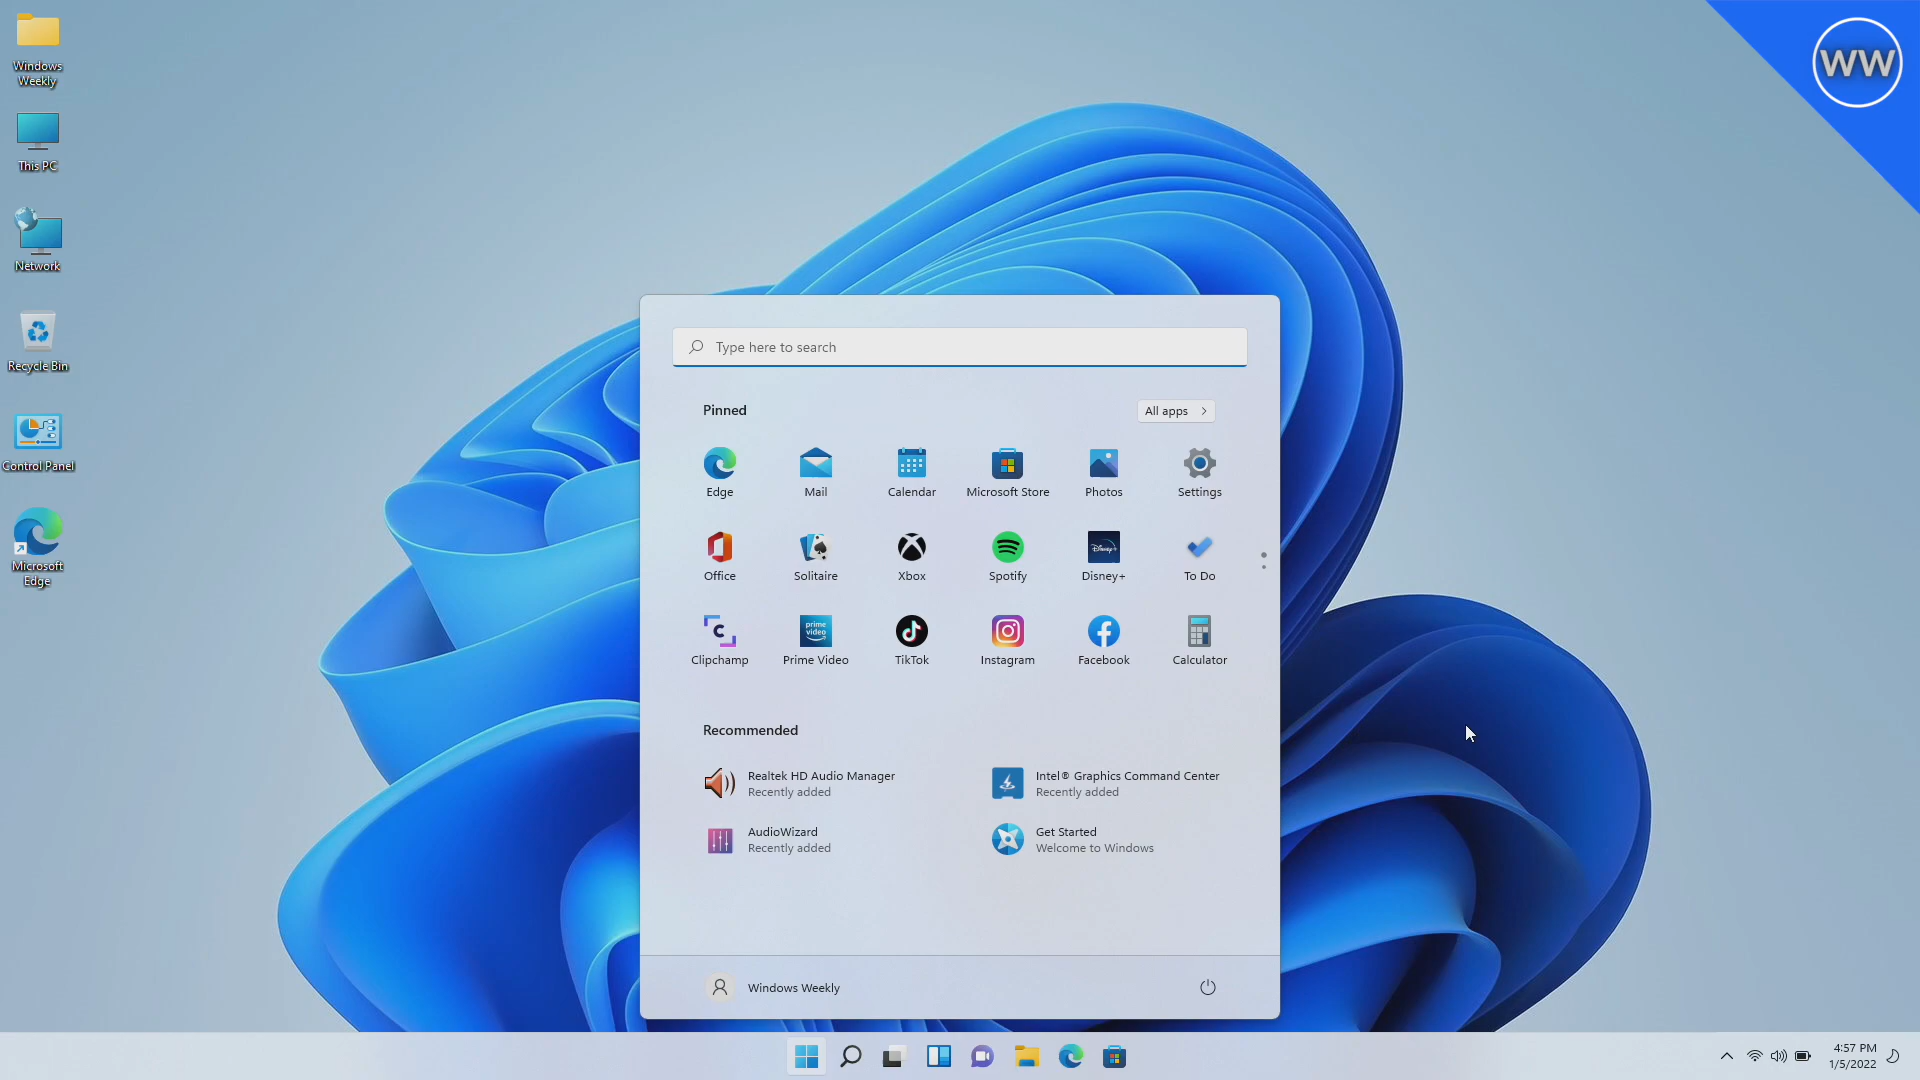 Windows
Weekly
This PC
Network
Recycle Bin
Control Panel
Microsoft
Edge
WW
Type here to search
Pinned
All apps
Edge
Mail
Calendar
Microsoft Store
Photos
Settings
Office
Solitaire
Xbox
Spotify
Disney+
Disney+
To Do
prime
video
Clipchamp
Prime Video
TikTok
Instagram
Facebook
Calculator
Recommended
Realtek HD Audio Manager
Recently added
Intel® Graphics Command Center
Recently added
AudioWizard
Recently added
Get Started
Welcome to Windows
Windows Weekly
4:57 PM
1/5/2022